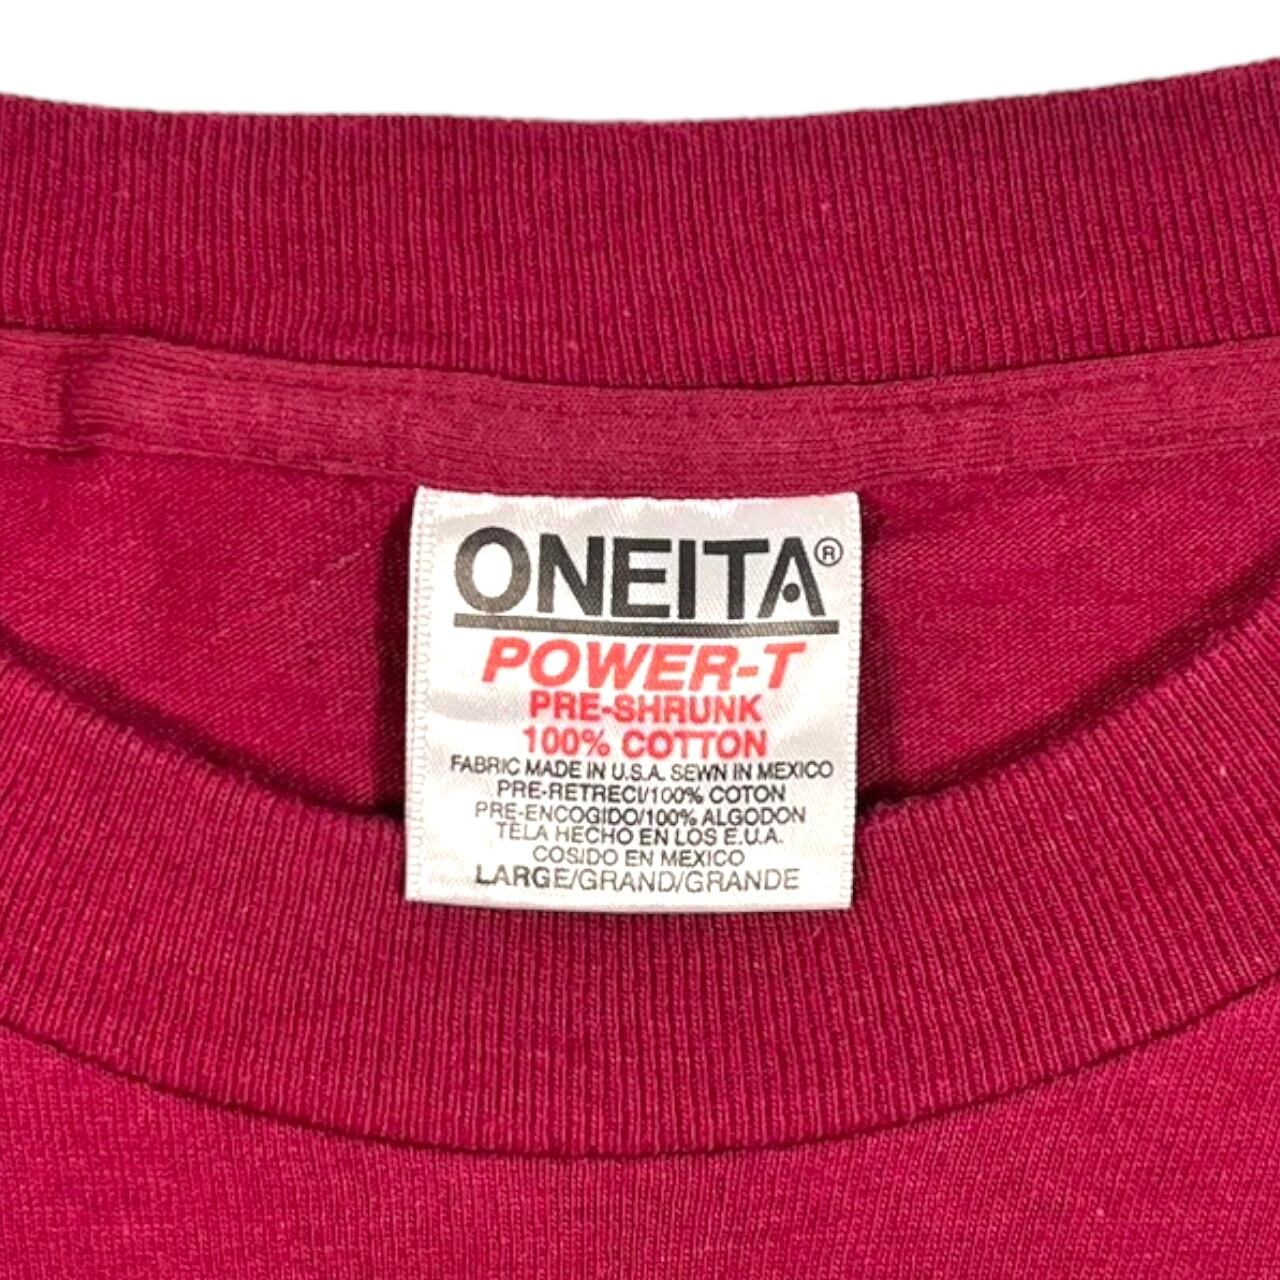 ONEITA®
POWER-T
PRE-SHRUNK
100% COTTON
FABRIC MADE IN U.S.A. SEWN IN MEXICO
PRE-RETRECI/100% COTON
PRE-ENCOGIDO/100% ALGODON
TELA HECHO EN LOS E.U.A.
COSIDO EN MEXICO
LARGE/GRAND/GRANDE